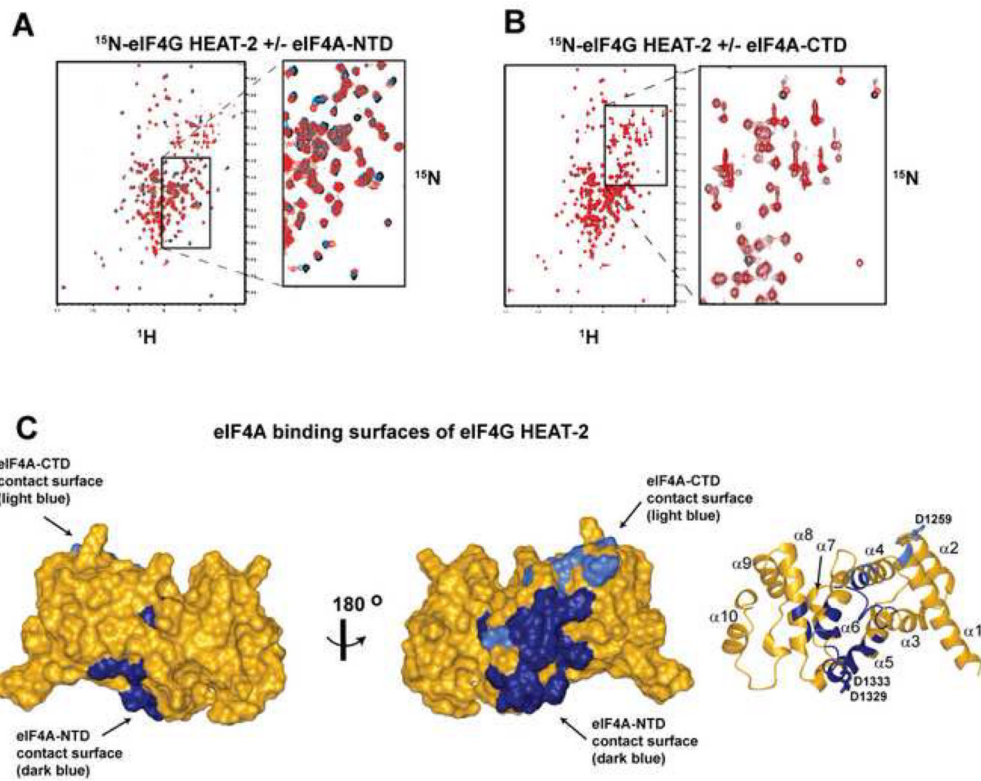 A
¹⁵N-eIF4G HEAT-2 +/- eIF4A-NTD
¹⁵N
¹H
B
¹⁵N-eIF4G HEAT-2 +/- eIF4A-CTD
¹⁵N
¹H
C
eIF4A binding surfaces of eIF4G HEAT-2
eIF4A-CTD
contact surface
(light blue)
eIF4A-NTD
contact surface
(dark blue)
180 o
eIF4A-CTD
contact surface
(light blue)
eIF4A-NTD
contact surface
(dark blue)
D1259
α8
α7
α4
α2
α9
α10
α6
α3
α1
α5
D1333
D1329